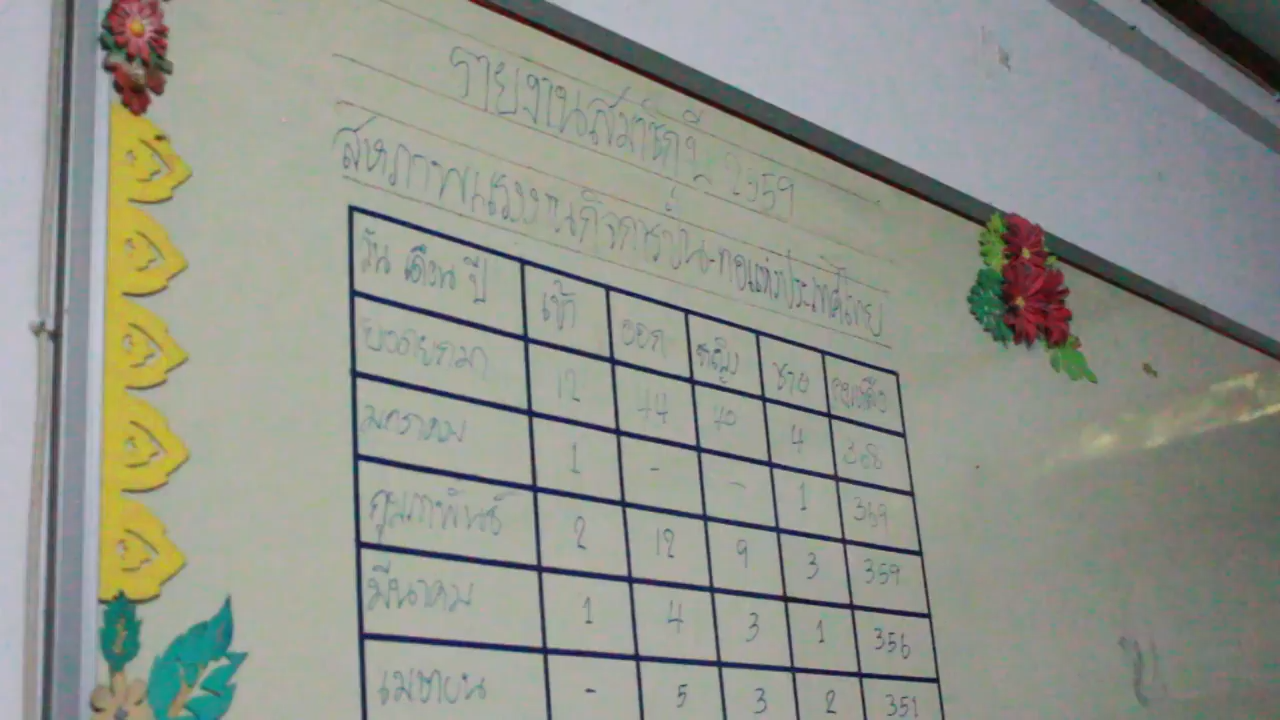 รายงานสมาชิกปี 2559
สหภาพแรงงานกิจการปั่น-ทอแห่งประเทศไทย
วัน เดือน ปี เข้า ออก หญิง ชาย คงเหลือ
ยอดยกมา 12 44 40 4 368
มกราคม 1 - - 1 369
กุมภาพันธ์ 2 12 9 3 359
มีนาคม 1 4 3 1 356
เมษายน - 5 3 2 351